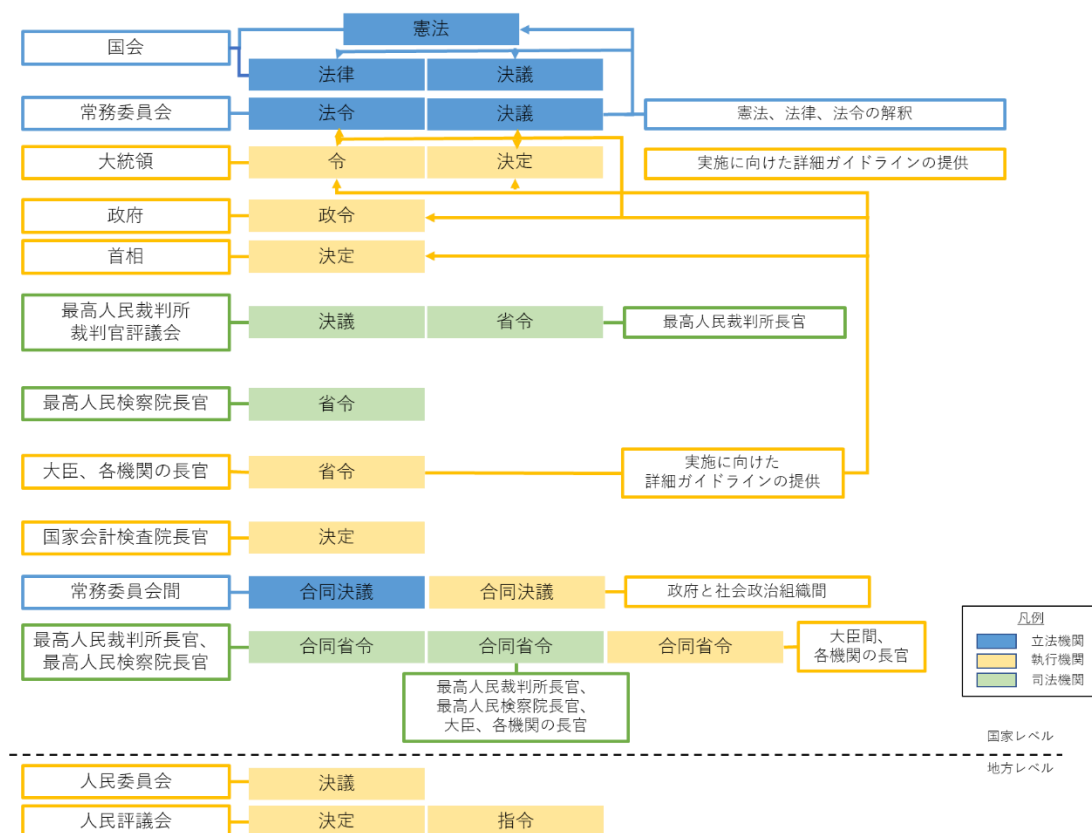 憲法
国会
法律
決議
常務委員会
法令
決議
憲法、法律、法令の解釈
大統領
令
決定
実施に向けた詳細ガイドラインの提供
政府
政令
首相
決定
最高人民裁判所
裁判官評議会
決議
省令
最高人民裁判所長官
最高人民検察院長官
省令
大臣、各機関の長官
省令
実施に向けた
詳細ガイドラインの提供
国家会計検査院長官
決定
常務委員会間
合同決議
合同決議
政府と社会政治組織間
最高人民裁判所長官、
最高人民検察院長官
合同省令
合同省令
合同省令
大臣間、
各機関の長官
最高人民裁判所長官、
最高人民検察院長官、
大臣、各機関の長官
凡例
立法機関
執行機関
司法機関
国家レベル
地方レベル
人民委員会
決議
人民評議会
決定
指令